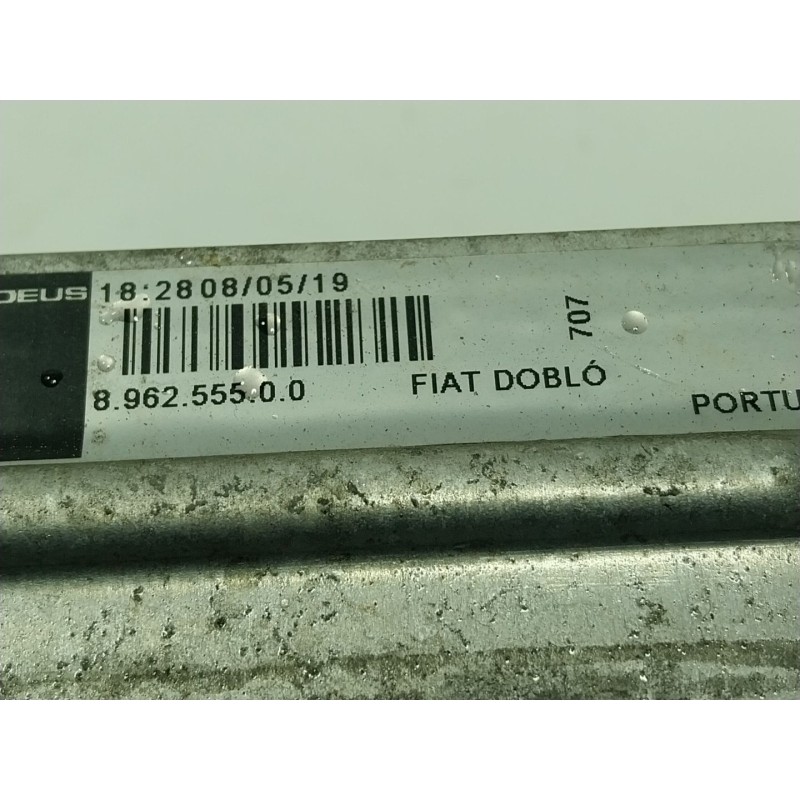 DEUS
18:28 08/05/19
707
8.962.555.0.0
FIAT DOBLÓ
PORTU